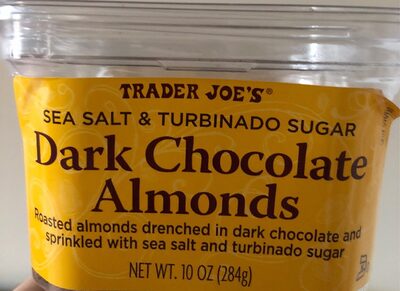 TRADER JOE'S®
SEA SALT & TURBINADO SUGAR
Dark Chocolate
Almonds
Roasted almonds drenched in dark chocolate and
sprinkled with sea salt and turbinado sugar
NET WT. 10 OZ (284g)